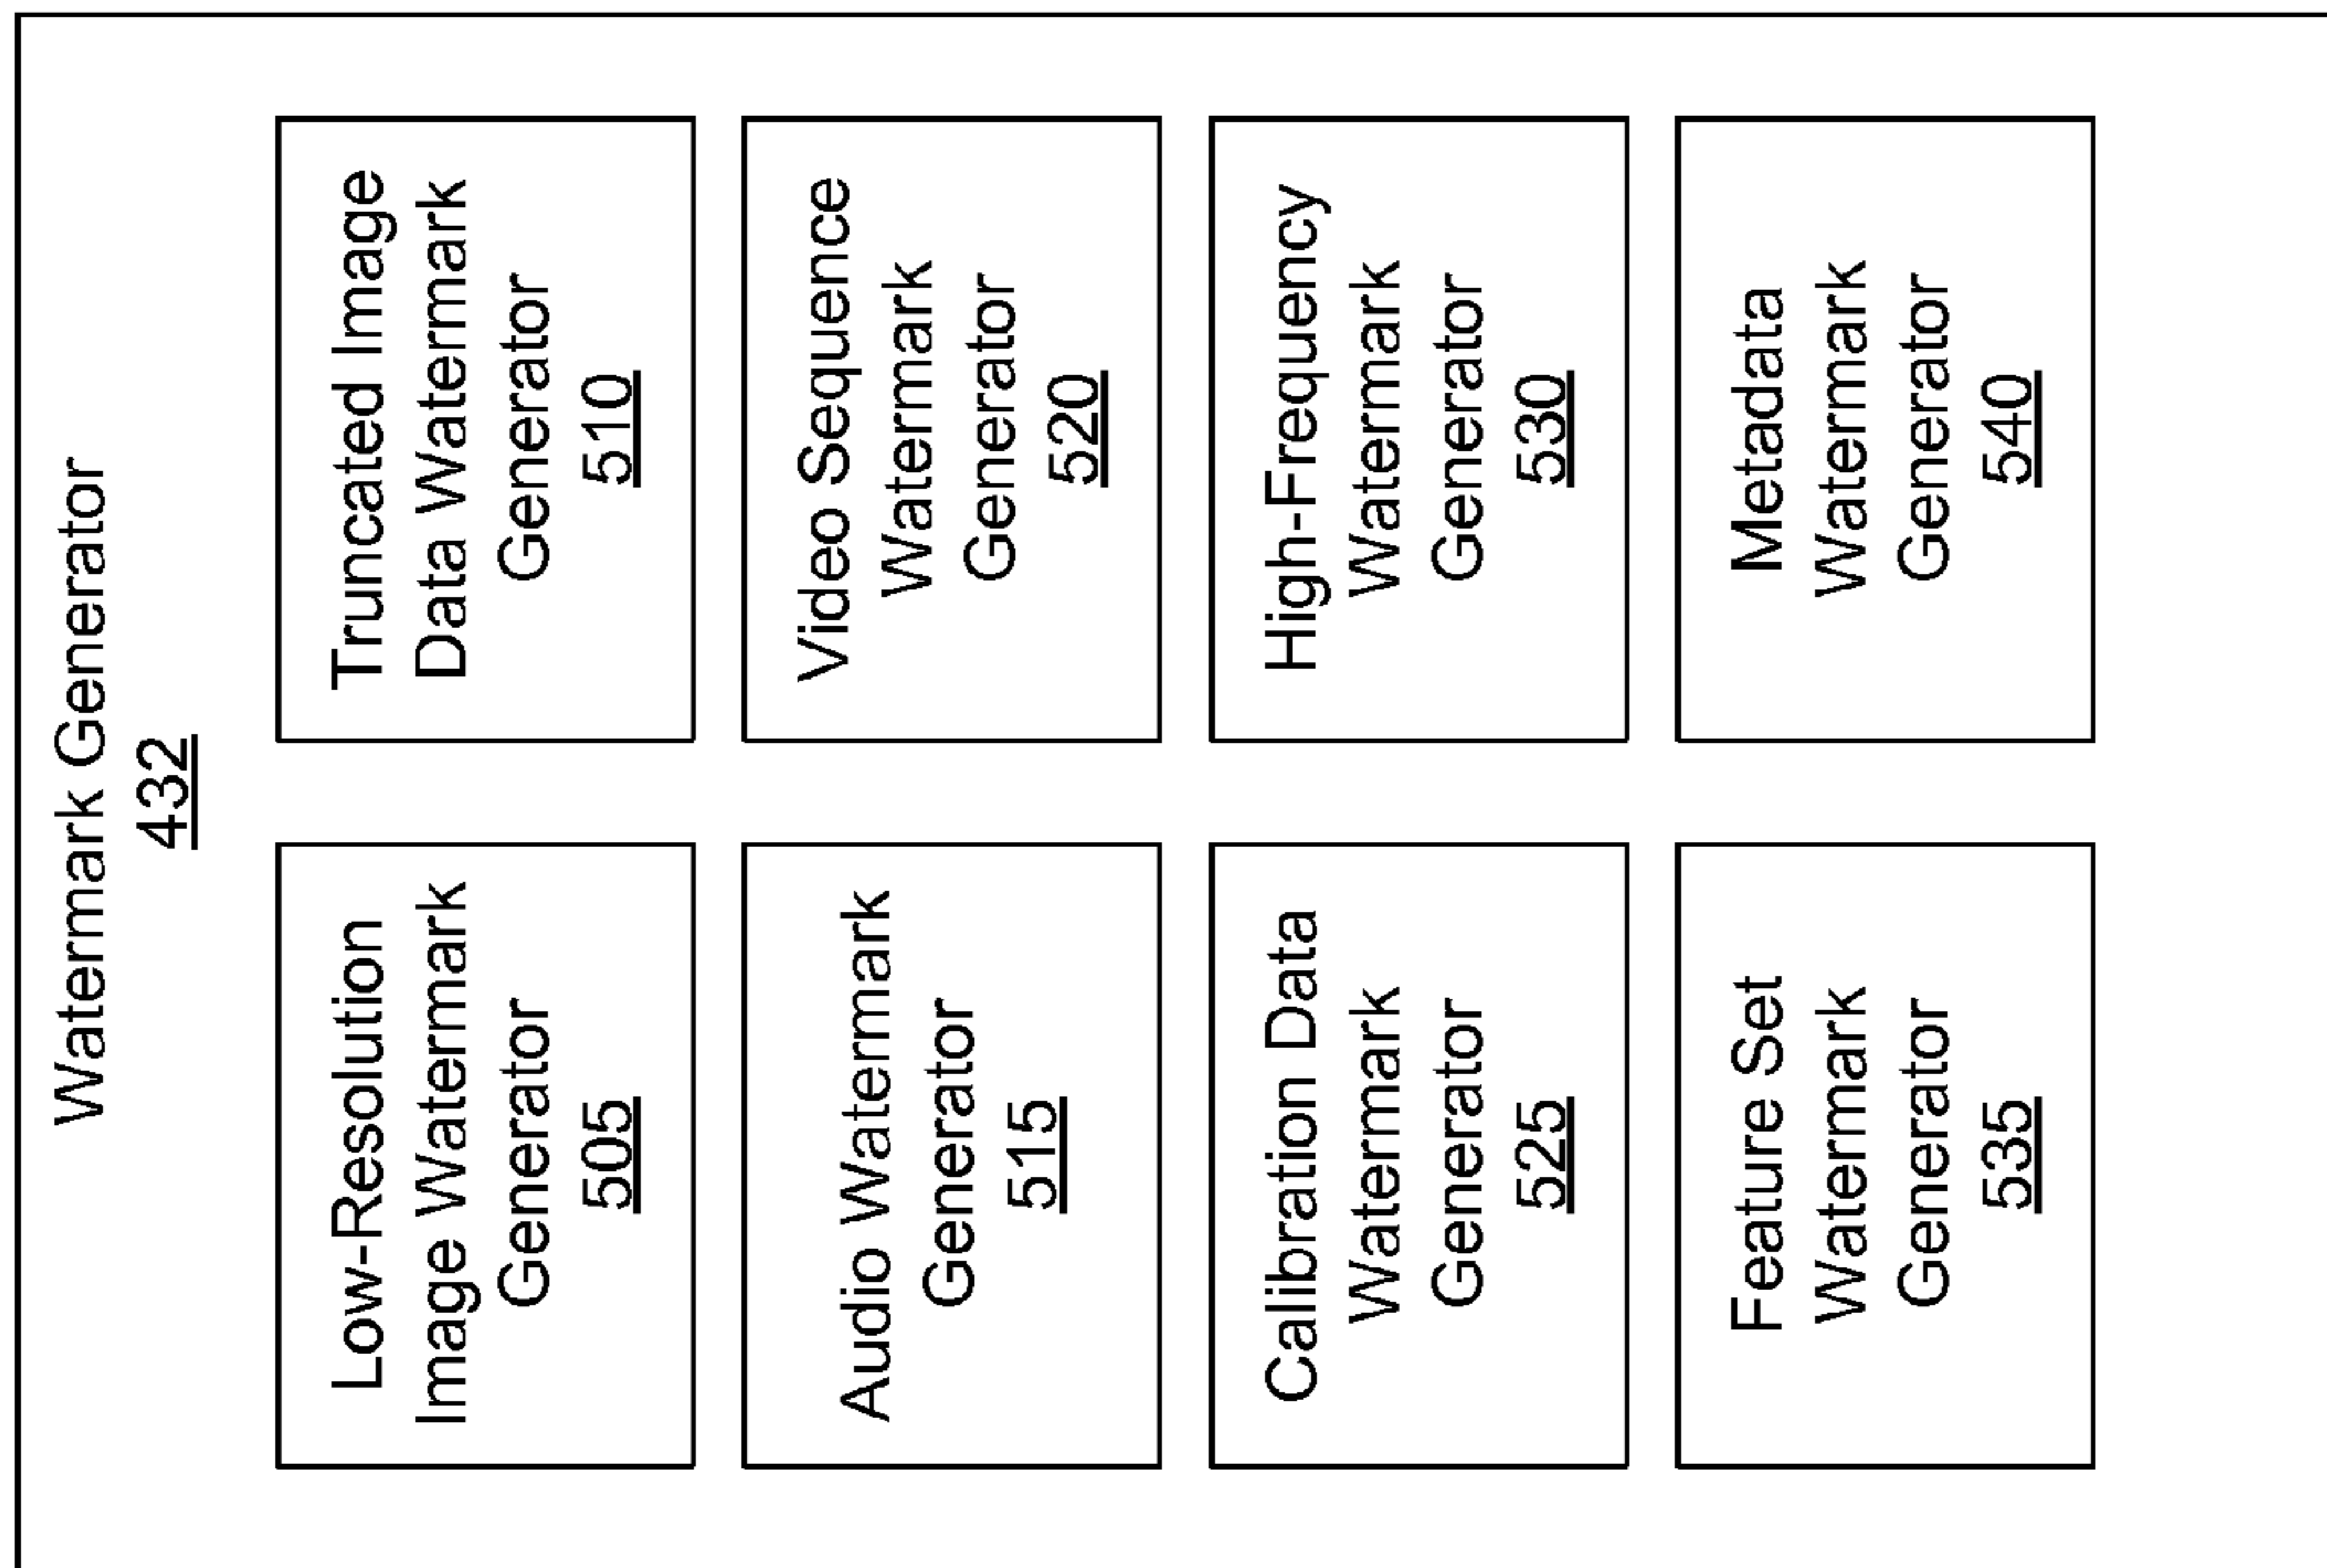 Watermark Generator
432
Low-Resolution
Image Watermark
Generator
505
Truncated Image
Data Watermark
Generator
510
Audio Watermark
Generator
515
Video Sequence
Watermark
Generator
520
Calibration Data
Watermark
Generator
525
High-Frequency
Watermark
Generator
530
Feature Set
Watermark
Generator
535
Metadata
Watermark
Generator
540